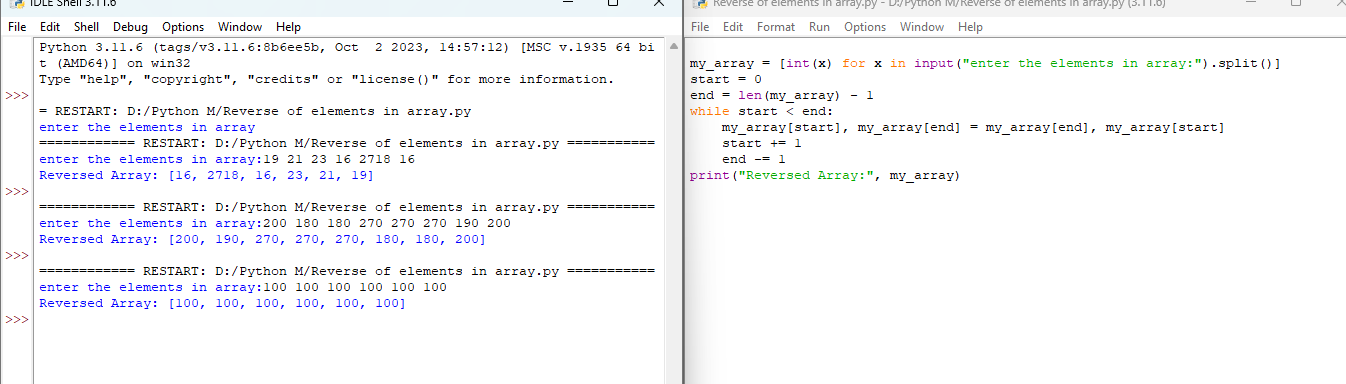 IDLE Shell 3.11.6
File Edit Shell Debug Options Window Help
Python 3.11.6 (tags/v3.11.6:8b6ee5b, Oct  2 2023, 14:57:12) [MSC v.1935 64 bi
t (AMD64)] on win32
Type "help", "copyright", "credits" or "license()" for more information.
>>>
= RESTART: D:/Python M/Reverse of elements in array.py
enter the elements in array
============ RESTART: D:/Python M/Reverse of elements in array.py ===========
enter the elements in array:19 21 23 16 2718 16
Reversed Array: [16, 2718, 16, 23, 21, 19]
>>>
============ RESTART: D:/Python M/Reverse of elements in array.py ===========
enter the elements in array:200 180 180 270 270 270 190 200
Reversed Array: [200, 190, 270, 270, 270, 180, 180, 200]
>>>
============ RESTART: D:/Python M/Reverse of elements in array.py ===========
enter the elements in array:100 100 100 100 100 100
Reversed Array: [100, 100, 100, 100, 100, 100]
>>>
Reverse of elements in array.py - D:/Python M/Reverse of elements in array.py (3.11.6)
File Edit Format Run Options Window Help
my_array = [int(x) for x in input("enter the elements in array:").split()]
start = 0
end = len(my_array) - 1
while start < end:
    my_array[start], my_array[end] = my_array[end], my_array[start]
    start += 1
    end -= 1
print("Reversed Array:", my_array)